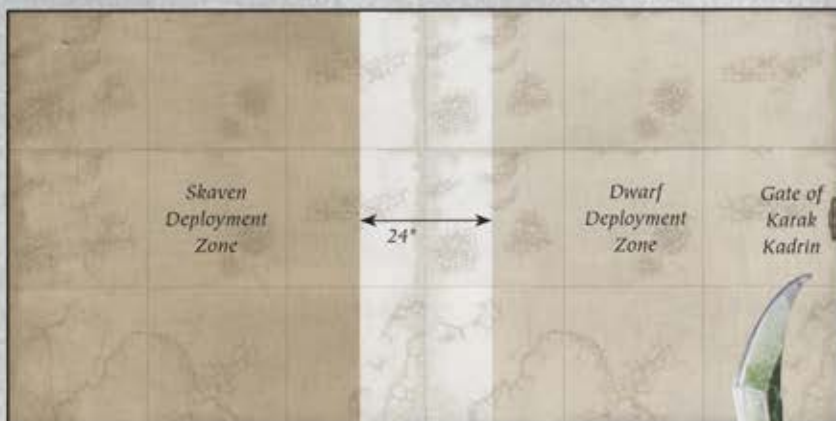 Skaven
Deployment
Zone
24"
Dwarf
Deployment
Zone
Gate of
Karak
Kadrin